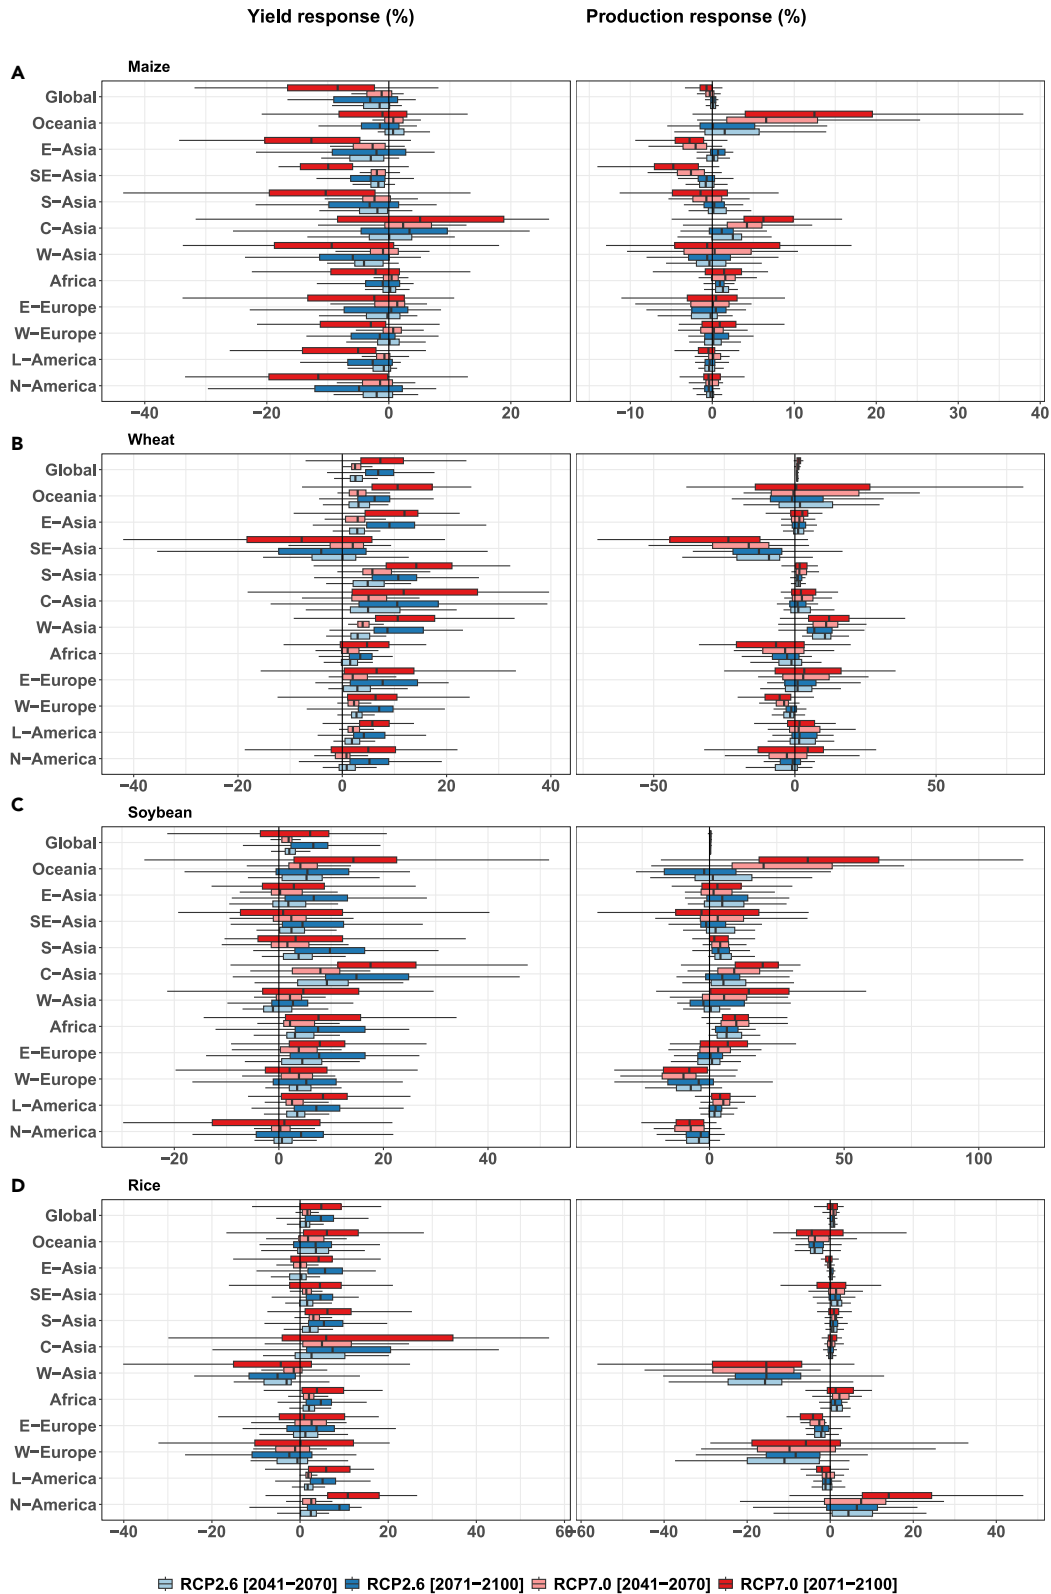 Yield response (%) Production response (%)
A Maize
Global
Oceania
E−Asia
SE−Asia
S−Asia
C−Asia
W−Asia
Africa
E−Europe
W−Europe
L−America
N−America
−40 −20 0 20 −10 0 10 20 30 40
B Wheat
Global
Oceania
E−Asia
SE−Asia
S−Asia
C−Asia
W−Asia
Africa
E−Europe
W−Europe
L−America
N−America
−40 −20 0 20 40 −50 0 50
C Soybean
Global
Oceania
E−Asia
SE−Asia
S−Asia
C−Asia
W−Asia
Africa
E−Europe
W−Europe
L−America
N−America
−20 0 20 40 0 50 100
D Rice
Global
Oceania
E−Asia
SE−Asia
S−Asia
C−Asia
W−Asia
Africa
E−Europe
W−Europe
L−America
N−America
−40 −20 0 20 40 60 −60 −40 −20 0 20 40
RCP2.6 [2041−2070] RCP2.6 [2071−2100] RCP7.0 [2041−2070] RCP7.0 [2071−2100]